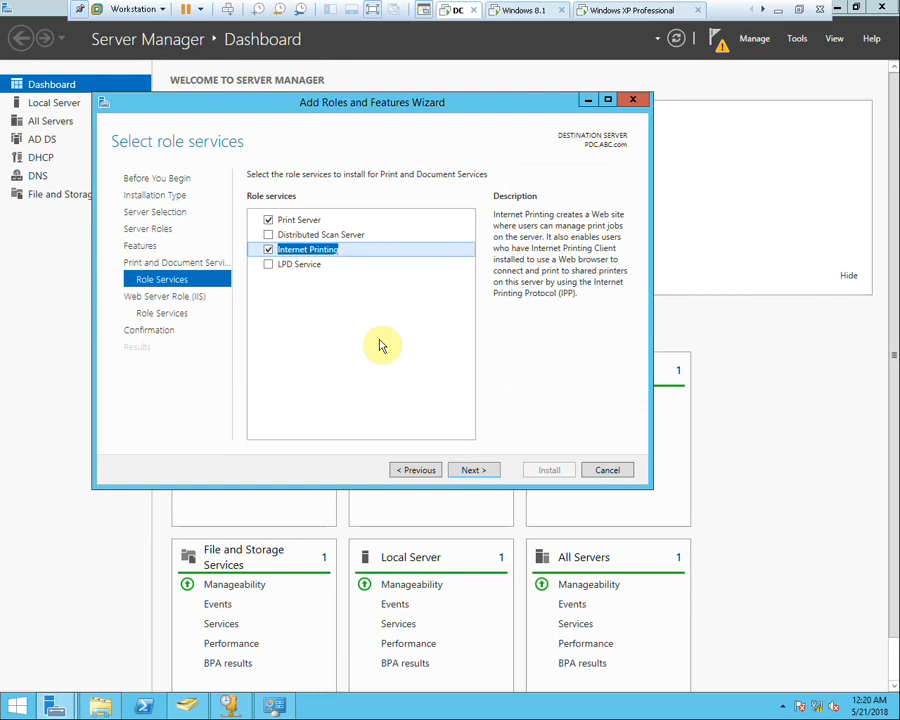 Workstation
DC
Windows 8.1
Windows XP Professional
Server Manager
Dashboard
Manage
Tools
View
Help
Dashboard
Local Server
All Servers
AD DS
DHCP
DNS
File and Storag
WELCOME TO SERVER MANAGER
Add Roles and Features Wizard
Select role services
DESTINATION SERVER
PDC.ABC.com
Before You Begin
Installation Type
Server Selection
Server Roles
Features
Print and Document Servi...
Role Services
Web Server Role (IIS)
Role Services
Confirmation
Results
Select the role services to install for Print and Document Services
Role services
Print Server
Distributed Scan Server
Internet Printing
LPD Service
Description
Internet Printing creates a Web site
where users can manage print jobs
on the server. It also enables users
who have Internet Printing Client
installed to use a Web browser to
connect and print to shared printers
on this server by using the Internet
Printing Protocol (IPP).
< Previous
Next >
Install
Cancel
Hide
1
File and Storage
Services
1
Manageability
Events
Services
Performance
BPA results
Local Server
1
Manageability
Events
Services
Performance
BPA results
All Servers
1
Manageability
Events
Services
Performance
BPA results
12:20 AM
5/21/2018